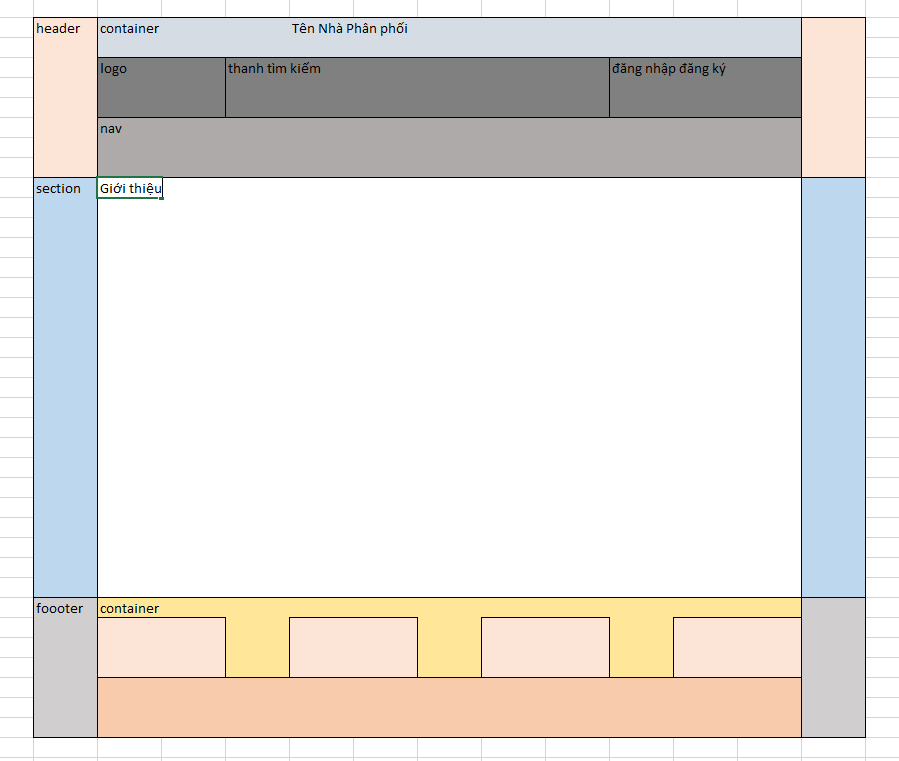 header
container
Tên Nhà Phân phối
logo
thanh tìm kiếm
đăng nhập đăng ký
nav
section
Giới thiệu
foooter
container